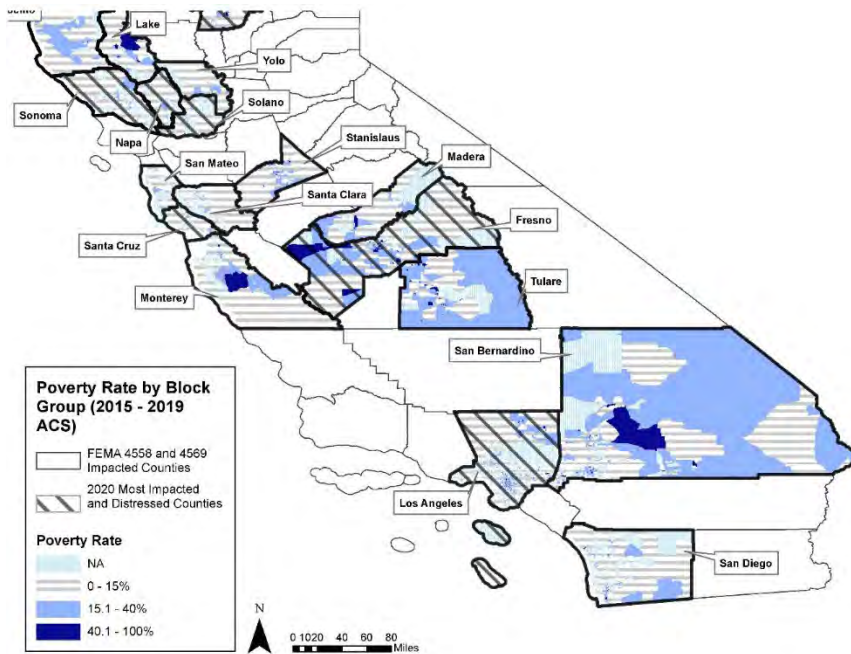 Lake
Yolo
Sonoma
Solano
Napa
Stanislaus
San Mateo
Madera
Santa Clara
Fresno
Santa Cruz
Tulare
Monterey
San Bernardino
Los Angeles
San Diego
Poverty Rate by Block
Group (2015 - 2019
ACS)
FEMA 4558 and 4569
Impacted Counties
2020 Most Impacted
and Distressed Counties
Poverty Rate
NA
0 - 15%
15.1 - 40%
40.1 - 100%
N
0 10 20 40 60 80
Miles